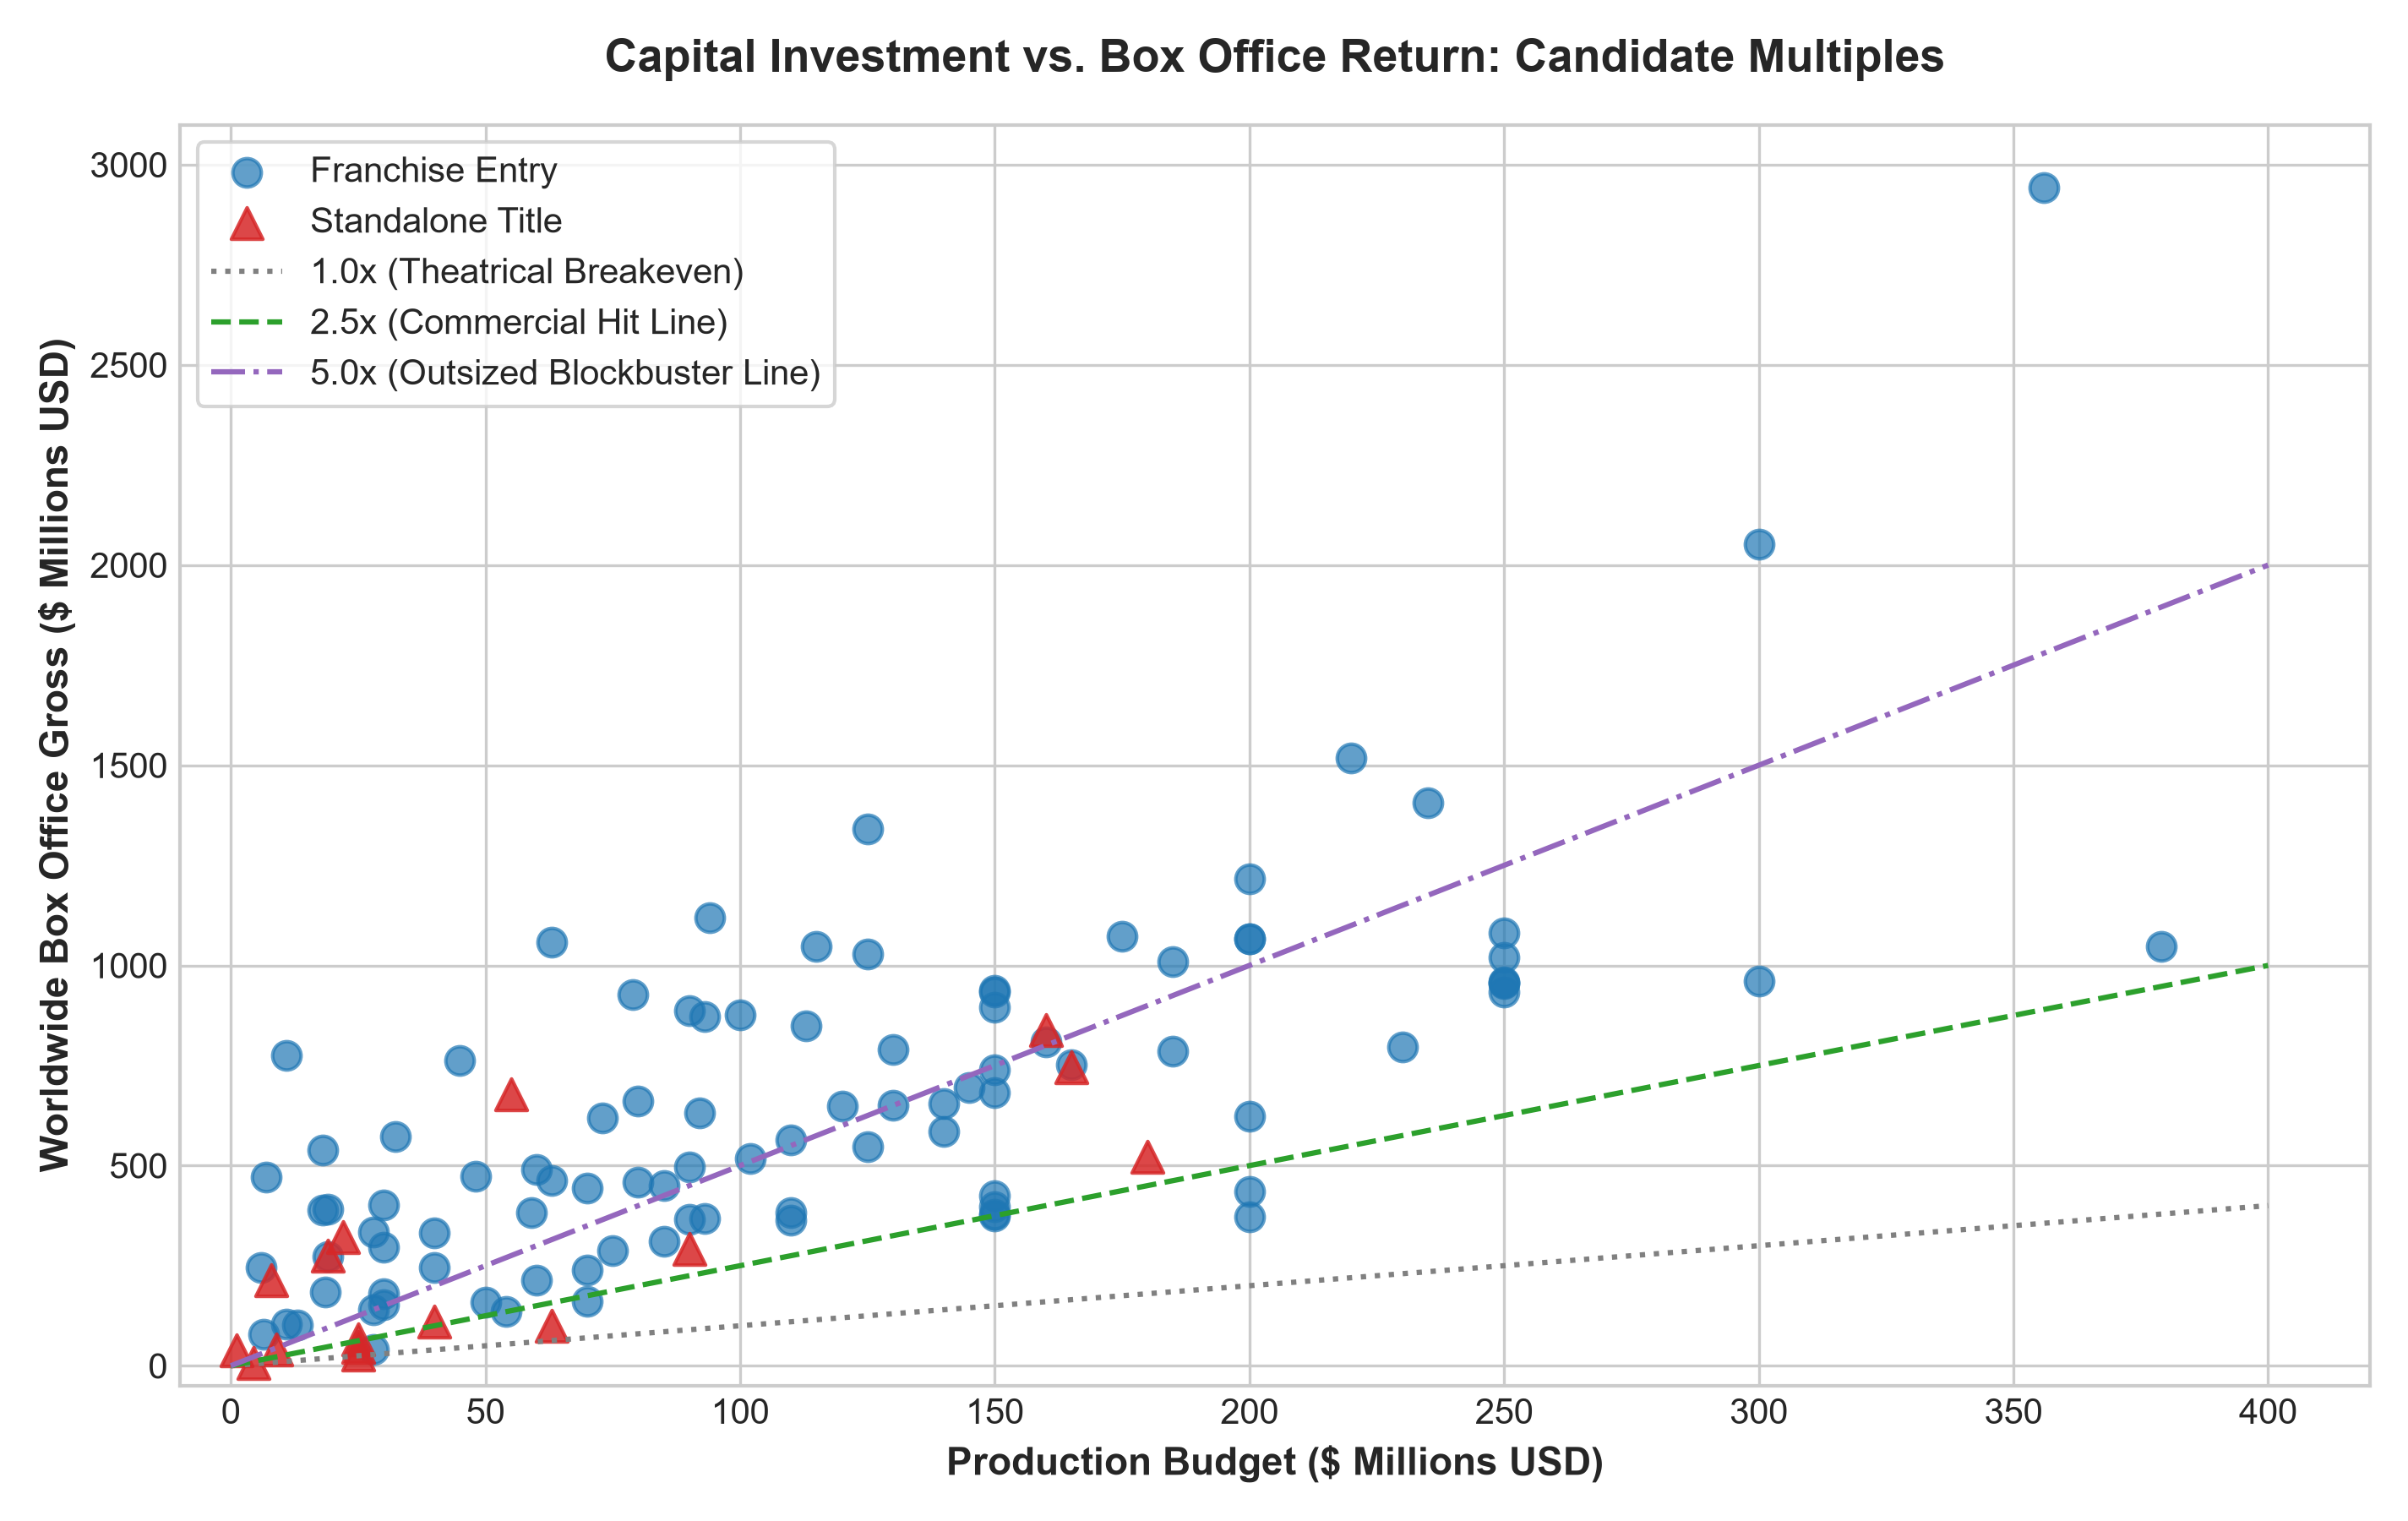 Capital Investment vs. Box Office Return: Candidate Multiples
Franchise Entry
Standalone Title
1.0x (Theatrical Breakeven)
2.5x (Commercial Hit Line)
5.0x (Outsized Blockbuster Line)
Worldwide Box Office Gross ($ Millions USD)
3000
2500
2000
1500
1000
500
0
0 50 100 150 200 250 300 350 400
Production Budget ($ Millions USD)